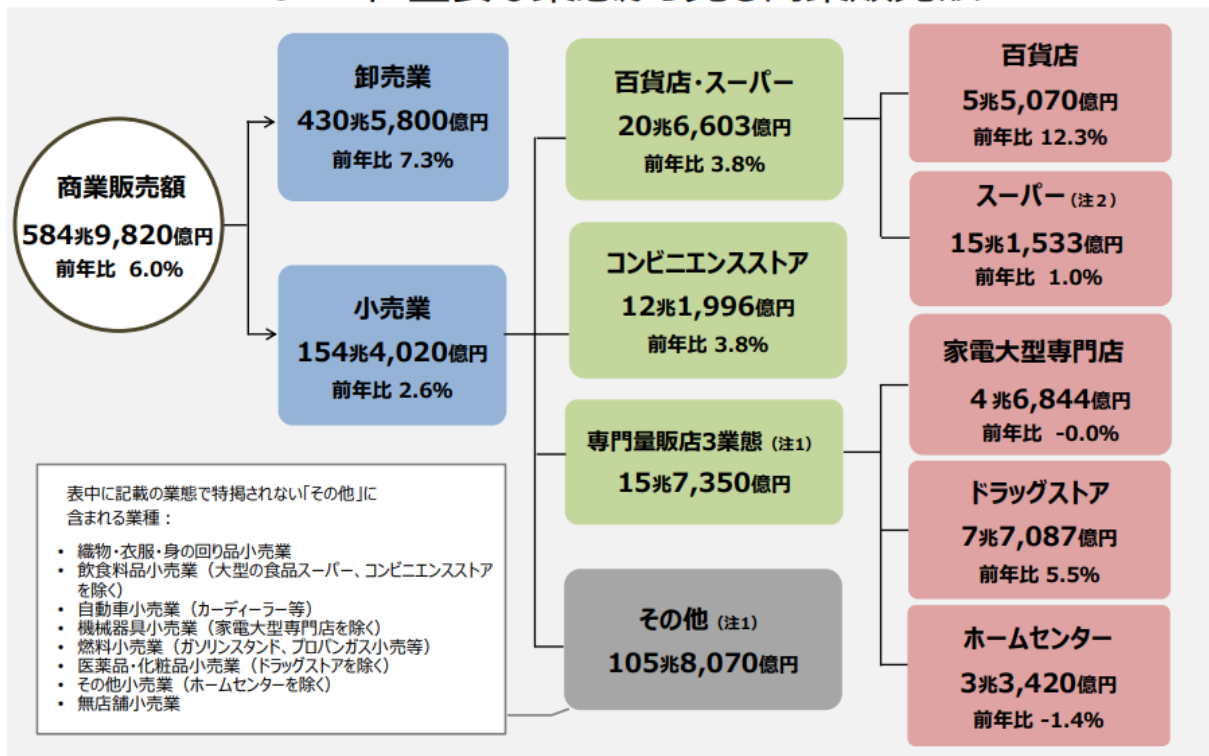 商業販売額
584兆9,820億円
前年比 6.0%
卸売業
430兆5,800億円
前年比 7.3%
小売業
154兆4,020億円
前年比 2.6%
百貨店・スーパー
20兆6,603億円
前年比 3.8%
コンビニエンスストア
12兆1,996億円
前年比 3.8%
専門量販店3業態（注1）
15兆7,350億円
その他（注1）
105兆8,070億円
百貨店
5兆5,070億円
前年比 12.3%
スーパー（注2）
15兆1,533億円
前年比 1.0%
家電大型専門店
4兆6,844億円
前年比 -0.0%
ドラッグストア
7兆7,087億円
前年比 5.5%
ホームセンター
3兆3,420億円
前年比 -1.4%
表中に記載の業態で特掲されない「その他」に
含まれる業種：
• 織物・衣服・身の回り品小売業
• 飲食料品小売業（大型の食品スーパー、コンビニエンスストア
を除く）
• 自動車小売業（カーディーラー等）
• 機械器具小売業（家電大型専門店を除く）
• 燃料小売業（ガソリンスタンド、プロパンガス小売等）
• 医薬品・化粧品小売業（ドラッグストアを除く）
• その他小売業（ホームセンターを除く）
• 無店舗小売業